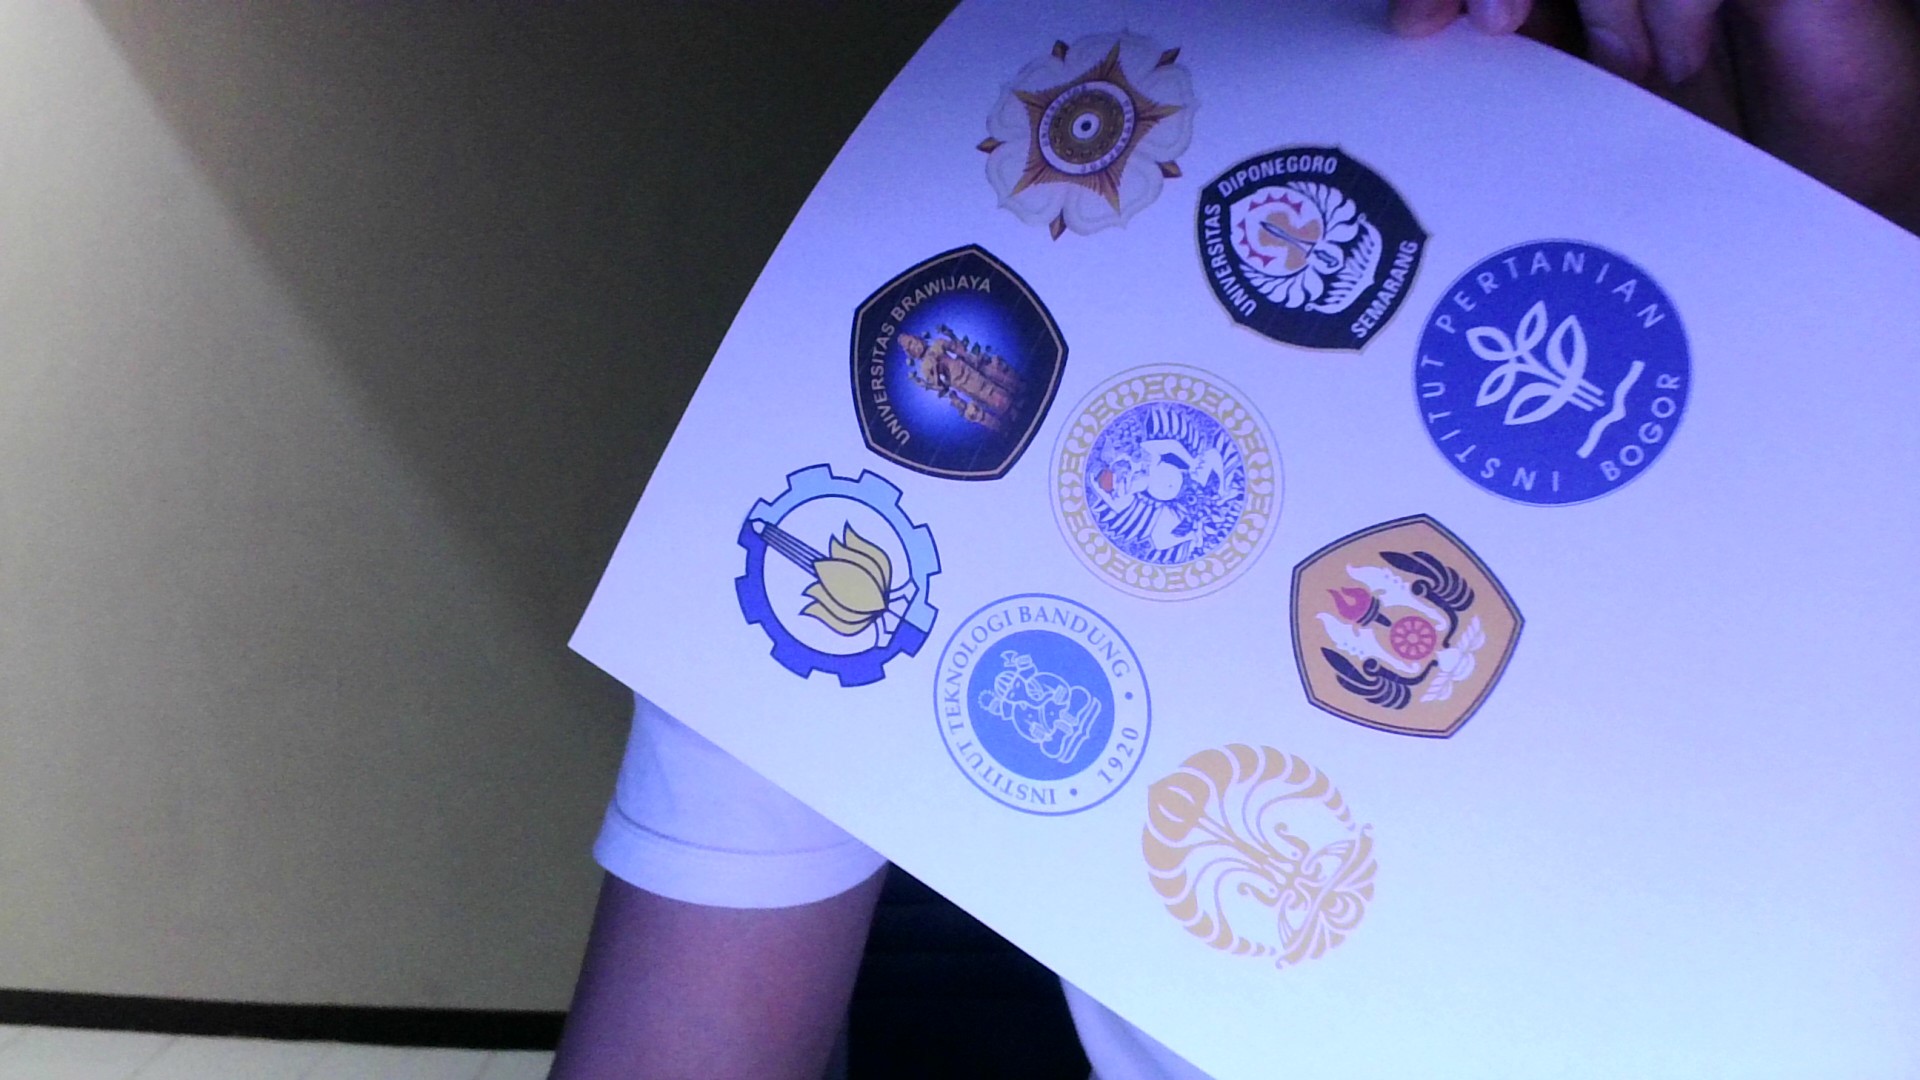 UNIVERSITAS DIPONEGORO
SEMARANG
INSTITUT PERTANIAN
BOGOR
UNIVERSITAS BRAWIJAYA
INSTITUT TEKNOLOGI BANDUNG
• 1920 •